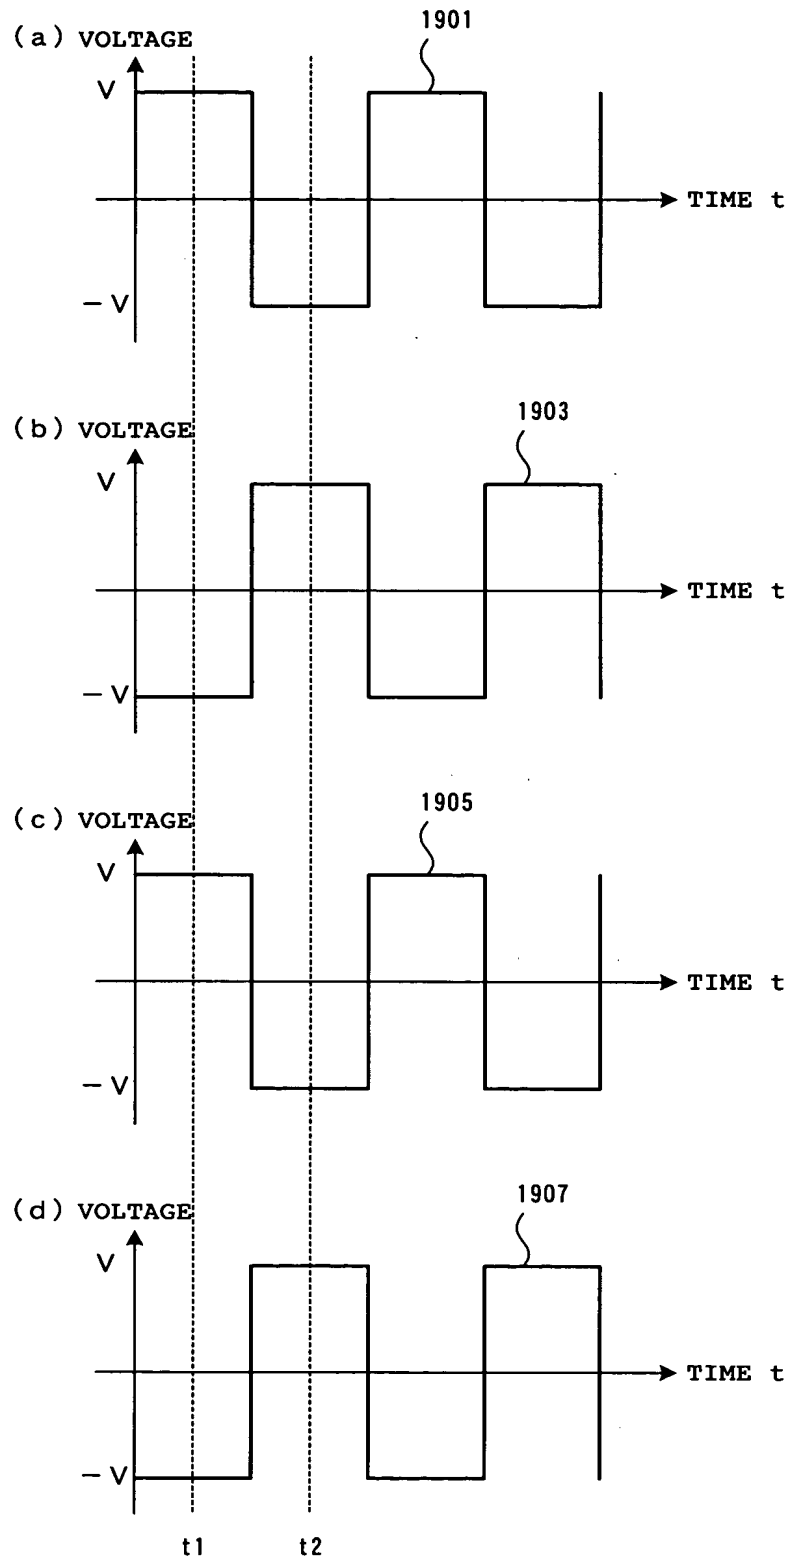 1901
(a) VOLTAGE
V
TIME t
-V
1903
(b) VOLTAGE
V
TIME t
-V
1905
(c) VOLTAGE
V
TIME t
-V
1907
(d) VOLTAGE
V
TIME t
-V
t1 t2